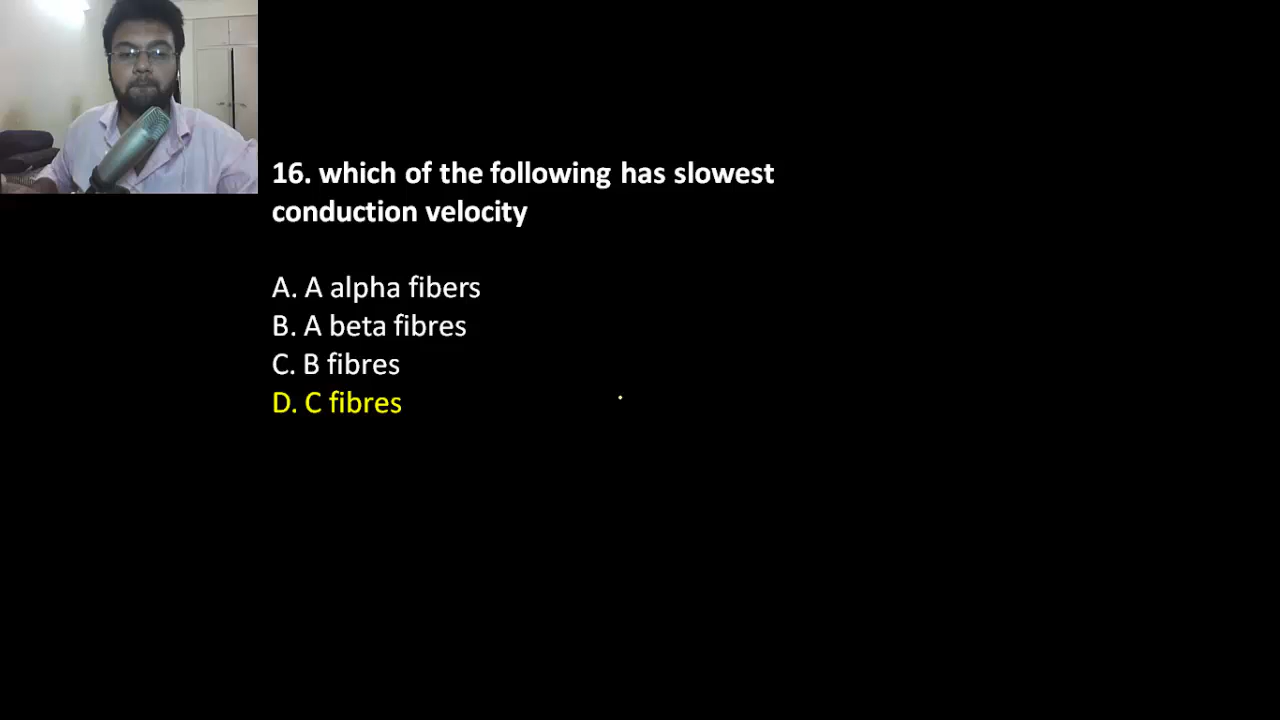 16. which of the following has slowest
conduction velocity
A. A alpha fibers
B. A beta fibres
C. B fibres
D. C fibres